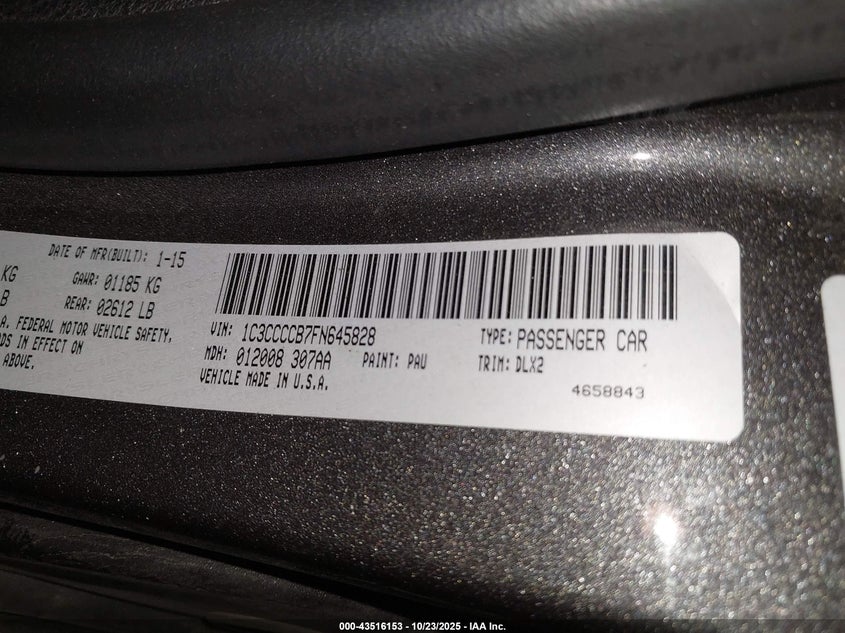 DATE OF MFR(BUILT): 1-15
KG GAWR: 01185 KG
B REAR: 02612 LB
A. FEDERAL MOTOR VEHICLE SAFETY,
DS IN EFFECT ON
ABOVE.
VIN: 1C3CCCCB7FN645828 TYPE: PASSENGER CAR
MDH: 012008 307AA PAINT: PAU TRIM: DLX2
VEHICLE MADE IN U.S.A.
4658843
000-43516153 - 10/23/2025 - IAA Inc.